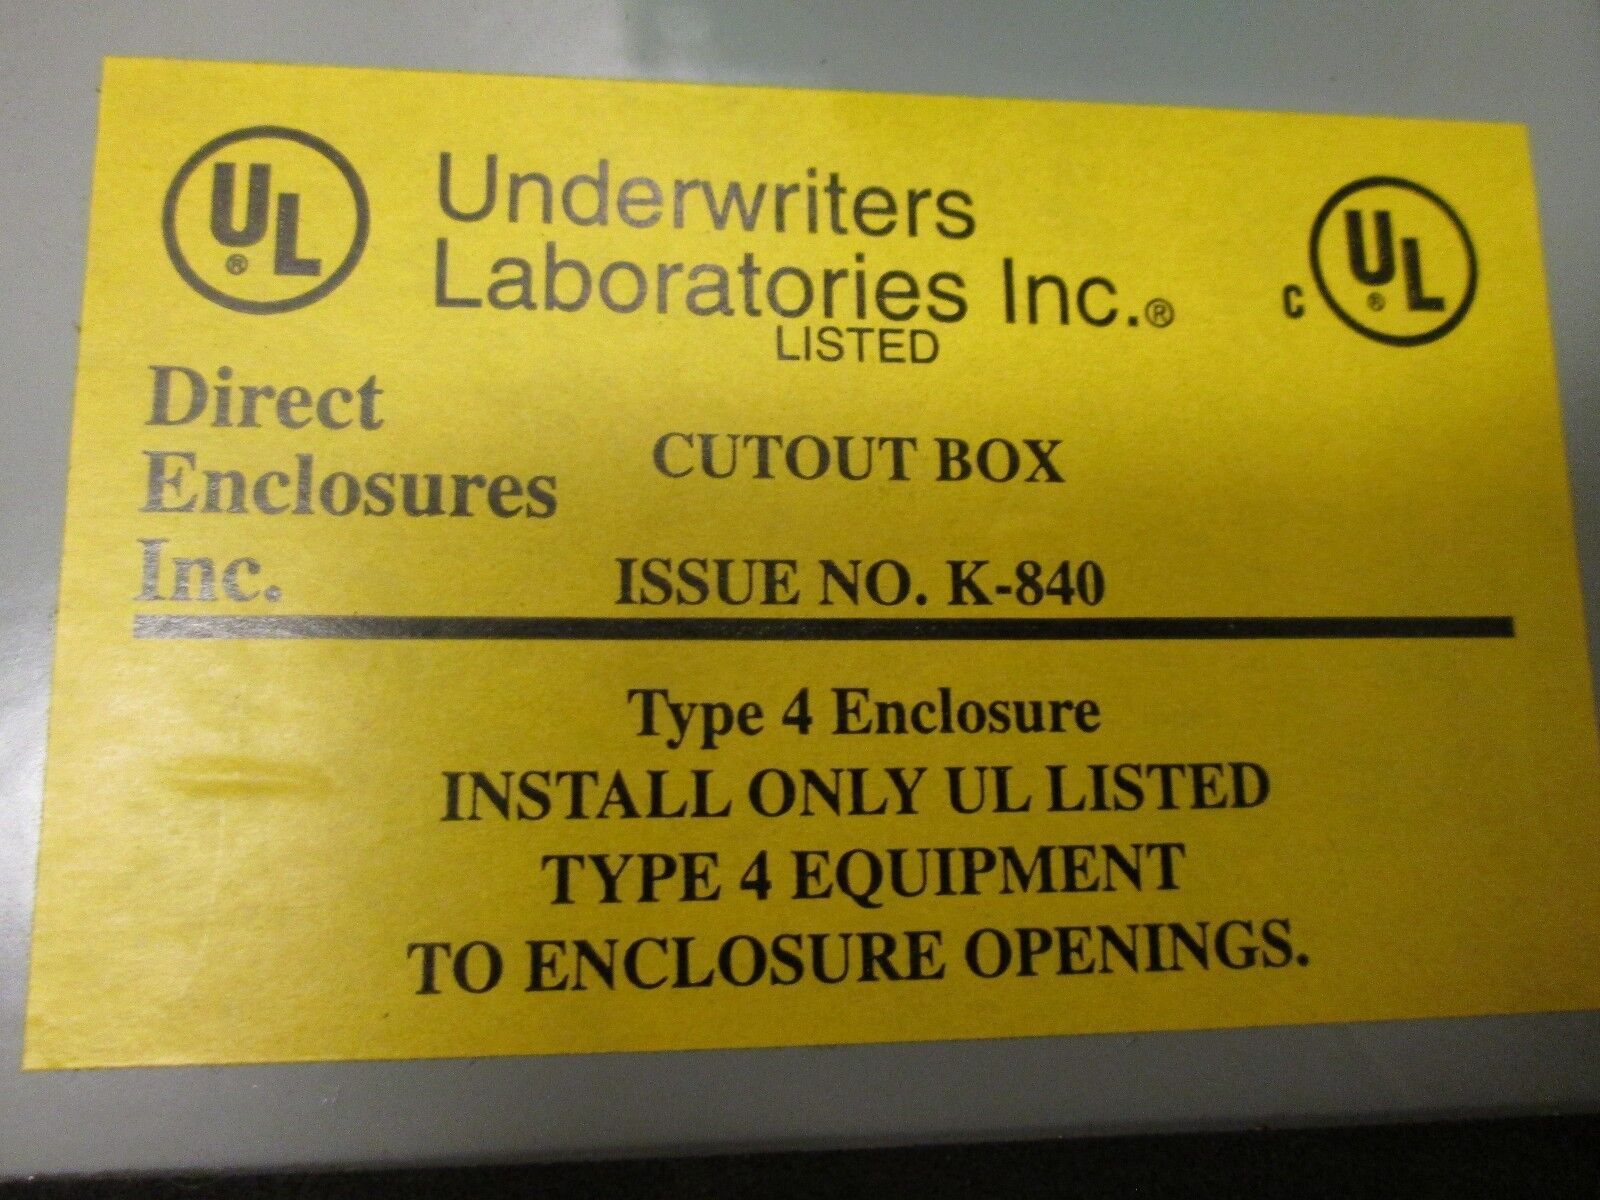 UL®
Underwriters
Laboratories Inc.®
LISTED
C UL®
Direct
Enclosures
Inc.
CUTOUT BOX
ISSUE NO. K-840
Type 4 Enclosure
INSTALL ONLY UL LISTED
TYPE 4 EQUIPMENT
TO ENCLOSURE OPENINGS.